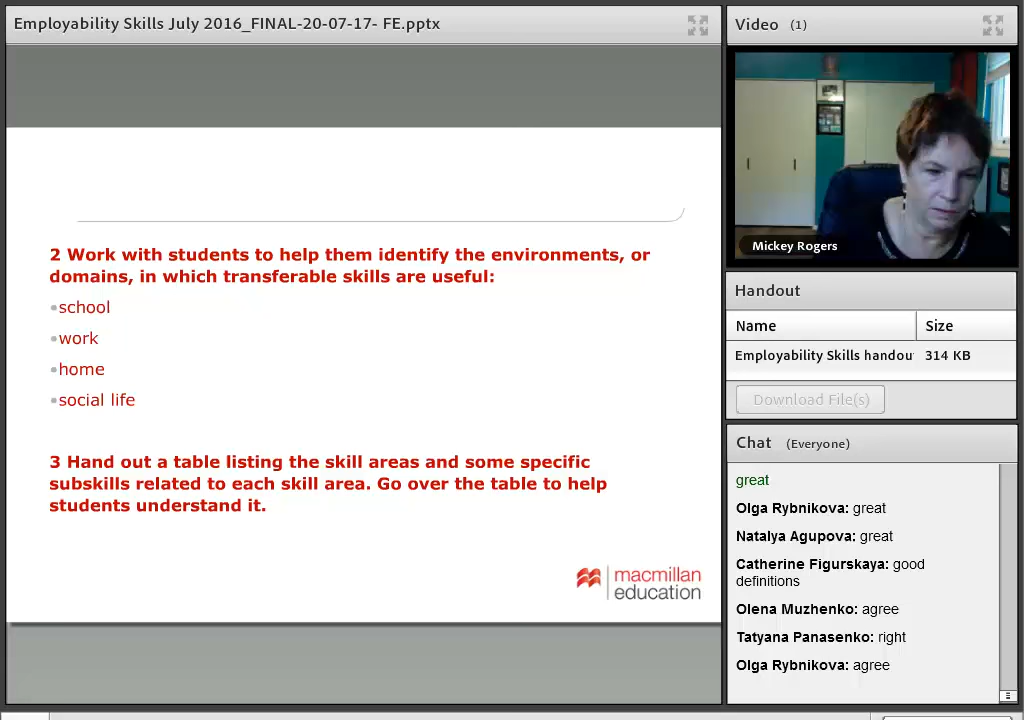 Employability Skills July 2016_FINAL-20-07-17- FE.pptx
2 Work with students to help them identify the environments, or
domains, in which transferable skills are useful:
•school
•work
•home
•social life
3 Hand out a table listing the skill areas and some specific
subskills related to each skill area. Go over the table to help
students understand it.
macmillan
education
Video (1)
Mickey Rogers
Handout
Name Size
Employability Skills handou 314 KB
Download File(s)
Chat (Everyone)
great
Olga Rybnikova: great
Natalya Agupova: great
Catherine Figurskaya: good
definitions
Olena Muzhenko: agree
Tatyana Panasenko: right
Olga Rybnikova: agree